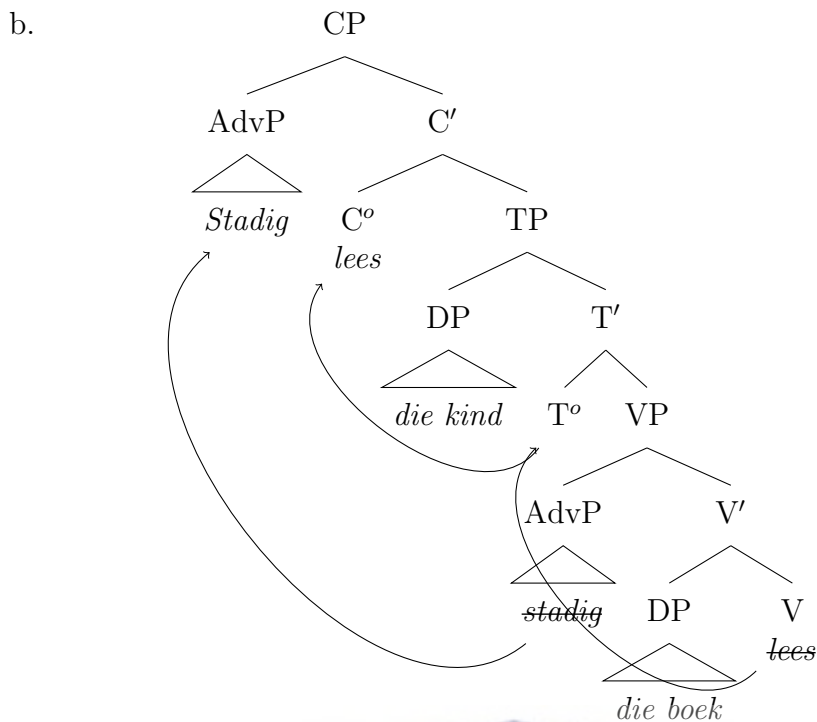 b. CP
AdvP C′
Stadig Cᵒ TP
lees
DP T′
die kind Tᵒ VP
AdvP V′
stadig DP V
lees
die boek